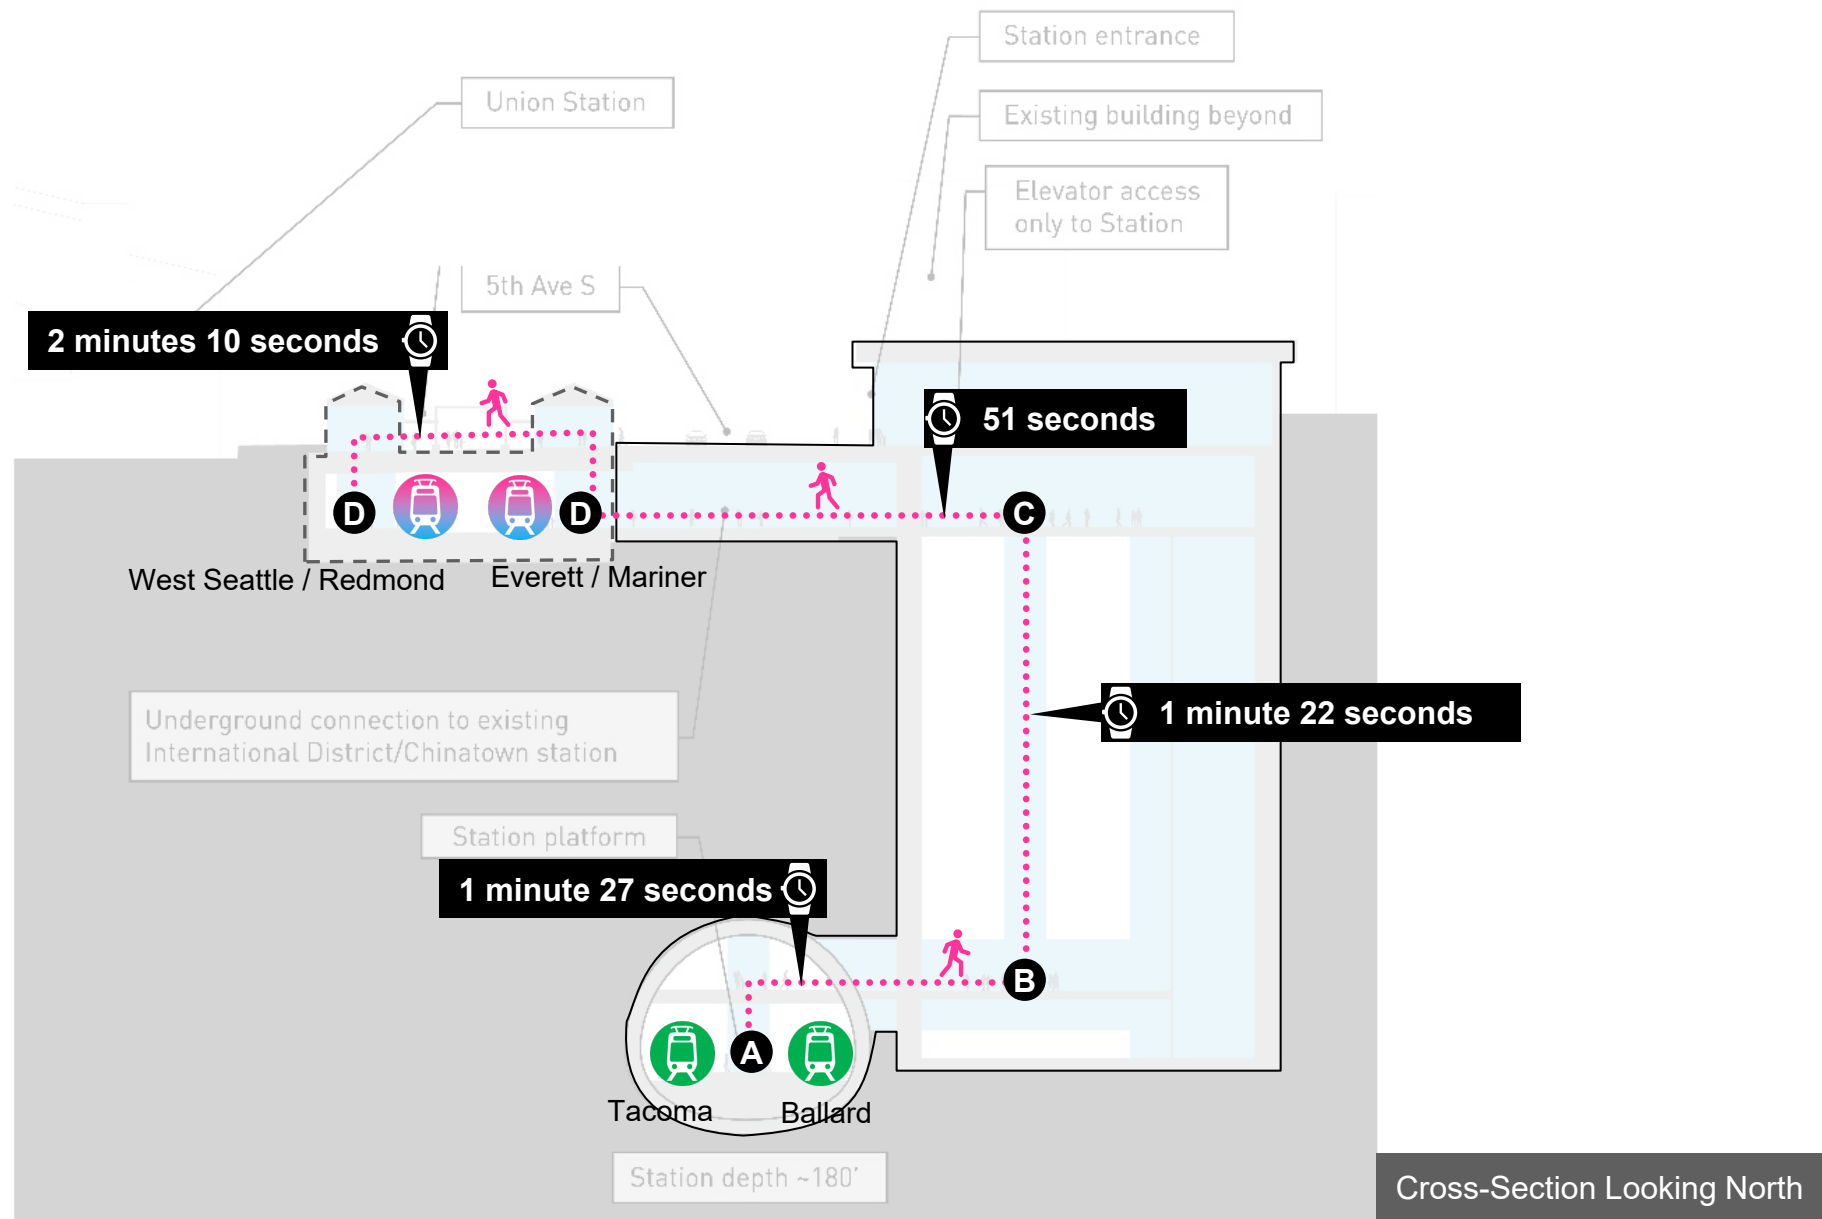 Station entrance
Union Station
Existing building beyond
Elevator access
only to Station
5th Ave S
2 minutes 10 seconds
51 seconds
D
D
C
West Seattle / Redmond
Everett / Mariner
Underground connection to existing
International District/Chinatown station
1 minute 22 seconds
Station platform
1 minute 27 seconds
B
A
Tacoma
Ballard
Station depth ~180'
Cross-Section Looking North